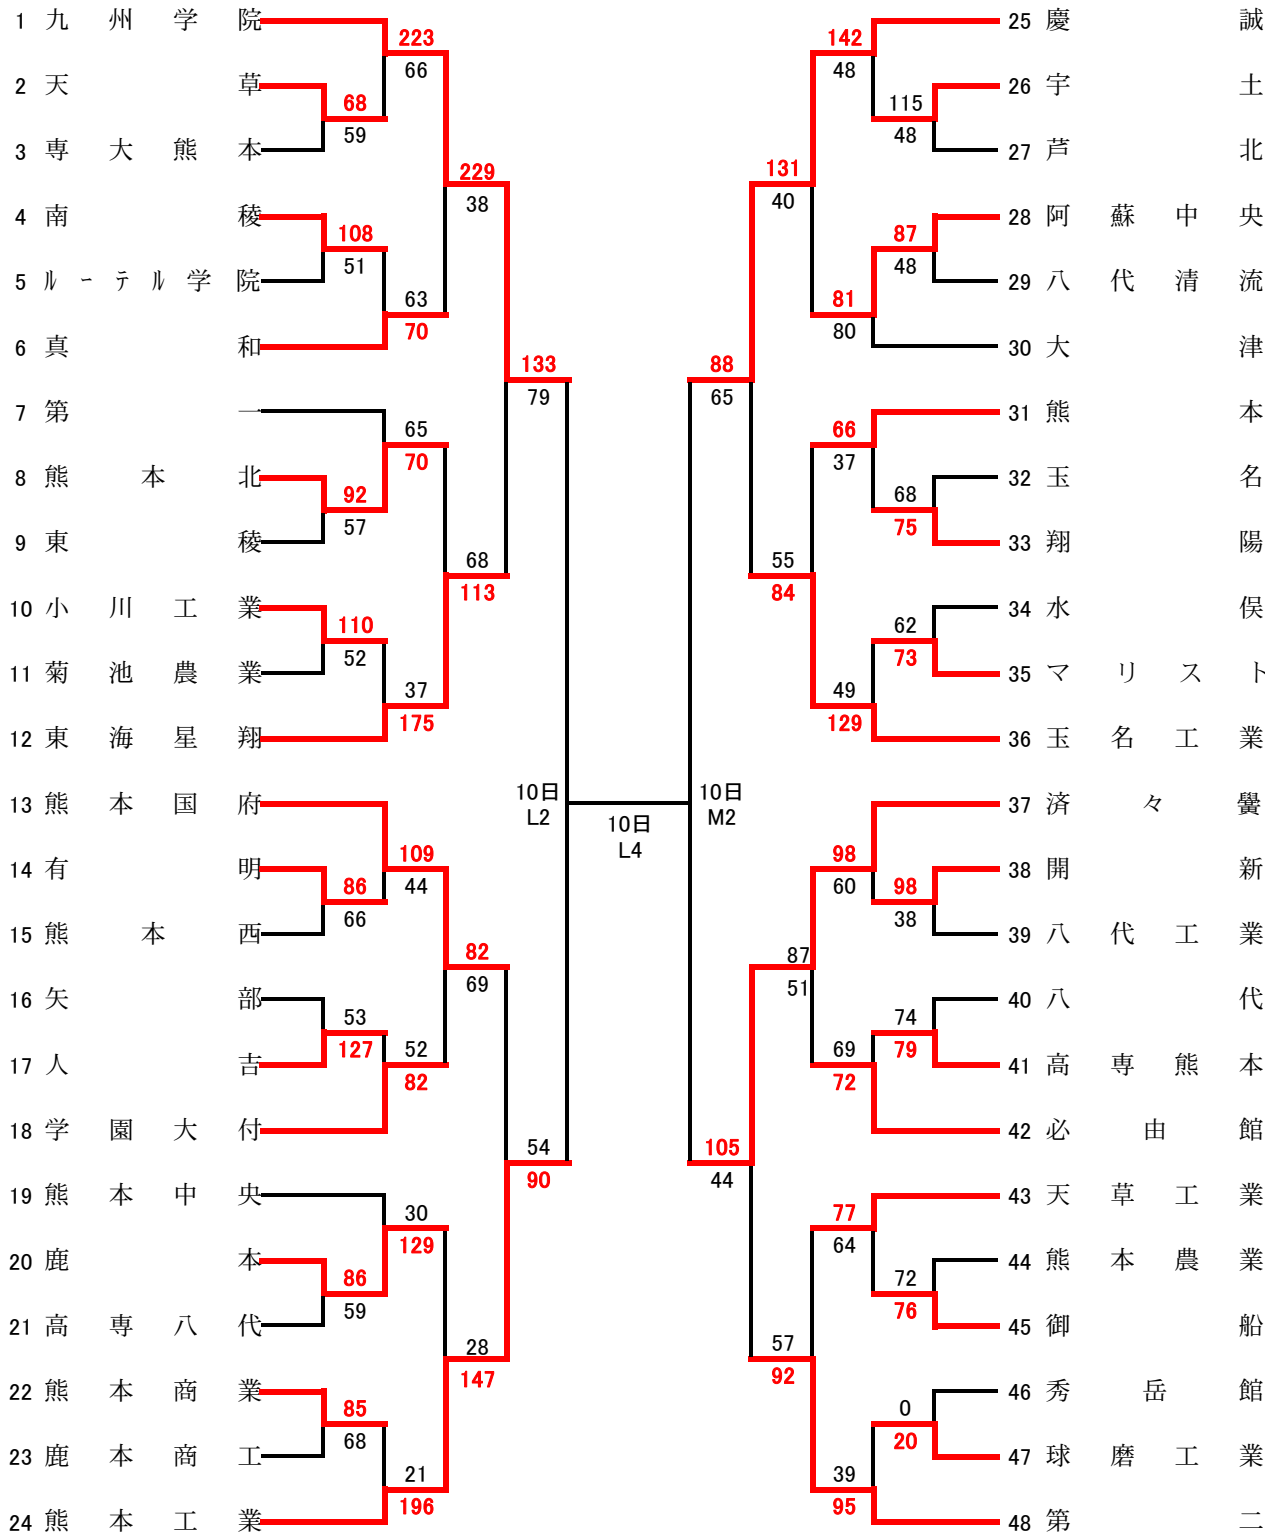 1 九州学院
2 天草
3 専大熊本
4 南稜
5 ﾙｰﾃﾙ学院
6 真和
7 第一
8 熊本北
9 東稜
10 小川工業
11 菊池農業
12 東海星翔
13 熊本国府
14 有明
15 熊本西
16 矢部
17 人吉
18 学園大付
19 熊本中央
20 鹿本
21 高専八代
22 熊本商業
23 鹿本商工
24 熊本工業
68
59
108
51
92
57
110
52
86
66
53
127
86
59
85
68
223
66
63
70
65
70
37
175
109
44
52
82
30
129
21
196
229
38
68
113
82
69
28
147
133
79
54
90
10日
L2
10日
L4
10日
M2
88
65
105
44
131
40
55
84
87
51
57
92
142
48
81
80
66
37
49
129
98
60
69
72
77
64
39
95
115
48
87
48
68
75
62
73
98
38
74
79
72
76
0
20
25 慶誠
26 宇土
27 芦北
28 阿蘇中央
29 八代清流
30 大津
31 熊本
32 玉名
33 翔陽
34 水俣
35 マリスト
36 玉名工業
37 済々黌
38 開新
39 八代工業
40 八代
41 高専熊本
42 必由館
43 天草工業
44 熊本農業
45 御船
46 秀岳館
47 球磨工業
48 第二